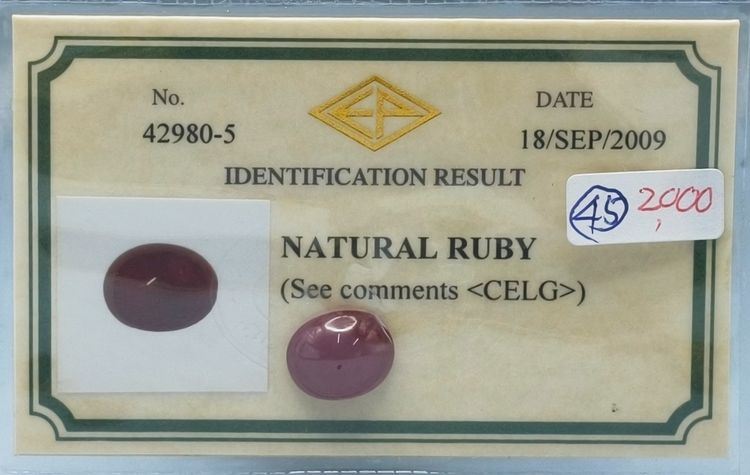 No.
42980-5
DATE
18/SEP/2009
IDENTIFICATION RESULT
45 2000
NATURAL RUBY
(See comments <CELG>)